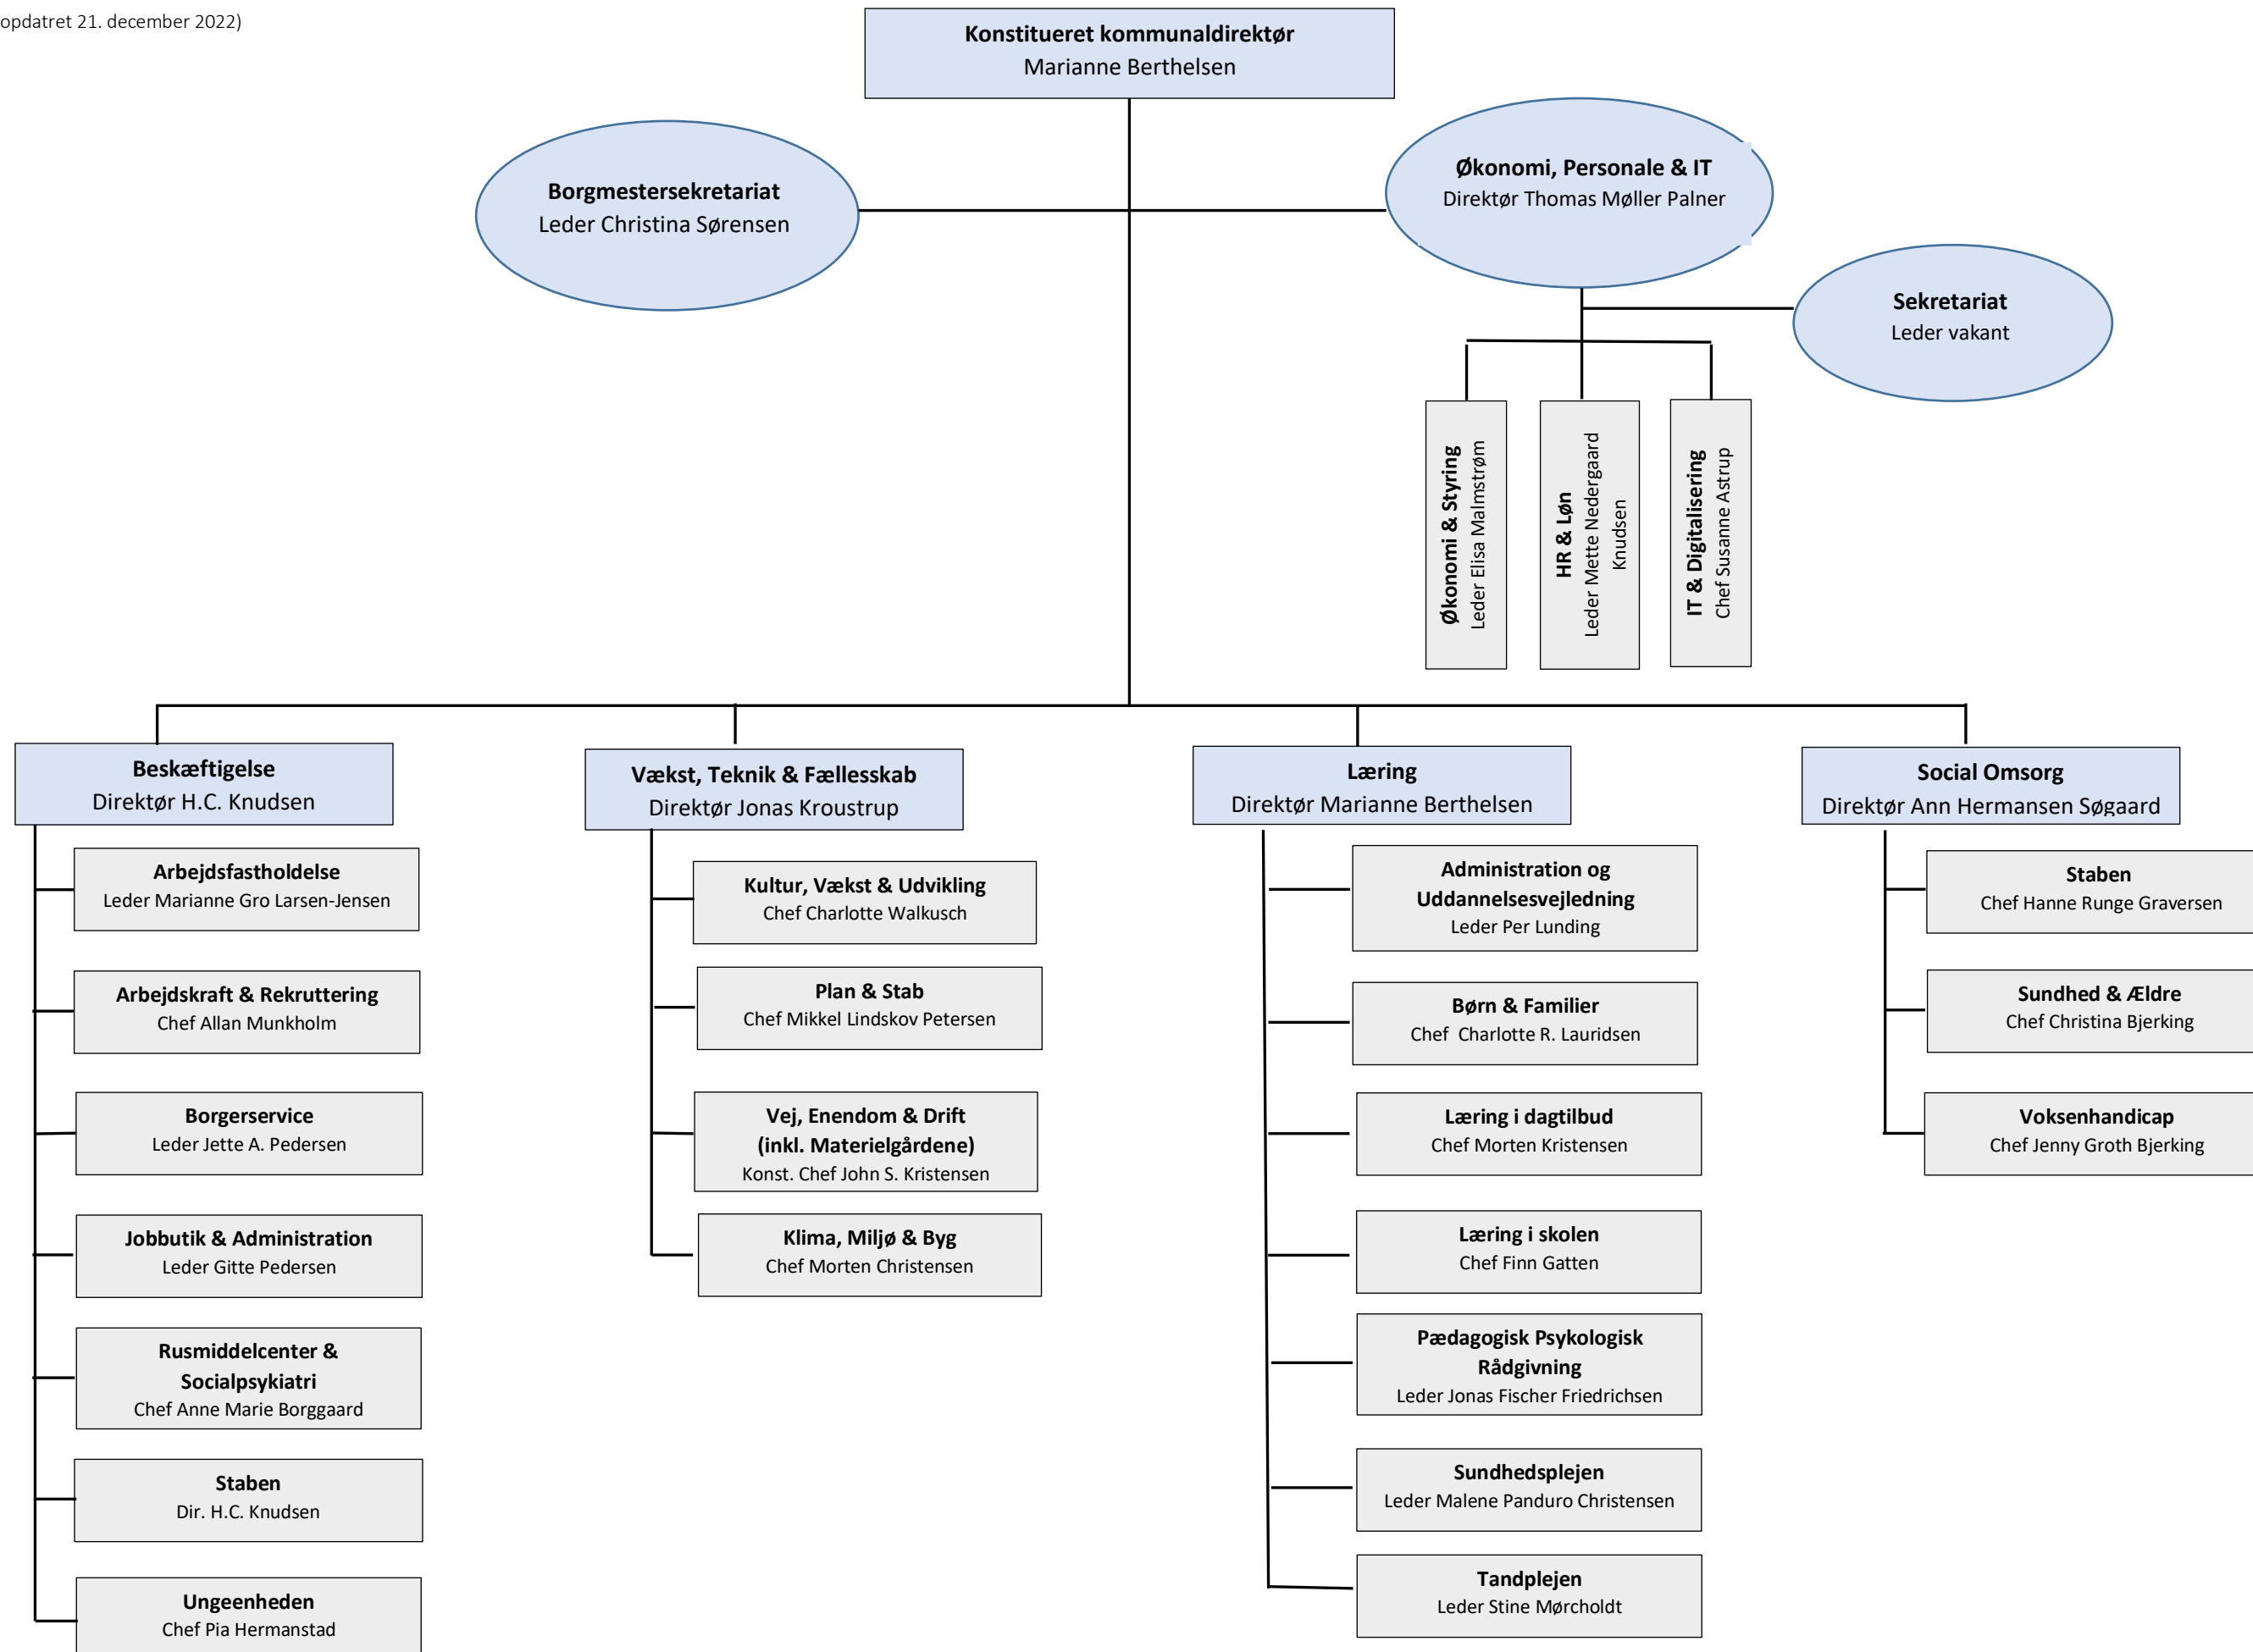 opdatret 21. december 2022)
Konstitueret kommunaldirektør
Marianne Berthelsen
Borgmestersekretariat
Leder Christina Sørensen
Økonomi, Personale & IT
Direktør Thomas Møller Palner
Sekretariat
Leder vakant
Økonomi & Styring
Leder Elisa Malmstrøm
HR & Løn
Leder Mette Nedergaard
Knudsen
IT & Digitalisering
Chef Susanne Astrup
Beskæftigelse
Direktør H.C. Knudsen
Arbejdsfastholdelse
Leder Marianne Gro Larsen-Jensen
Arbejdskraft & Rekruttering
Chef Allan Munkholm
Borgerservice
Leder Jette A. Pedersen
Jobbutik & Administration
Leder Gitte Pedersen
Rusmiddelcenter &
Socialpsykiatri
Chef Anne Marie Borggaard
Staben
Dir. H.C. Knudsen
Ungeenheden
Chef Pia Hermanstad
Vækst, Teknik & Fællesskab
Direktør Jonas Kroustrup
Kultur, Vækst & Udvikling
Chef Charlotte Walkusch
Plan & Stab
Chef Mikkel Lindskov Petersen
Vej, Enendom & Drift
(inkl. Materielgårdene)
Konst. Chef John S. Kristensen
Klima, Miljø & Byg
Chef Morten Christensen
Læring
Direktør Marianne Berthelsen
Administration og
Uddannelsesvejledning
Leder Per Lunding
Børn & Familier
Chef  Charlotte R. Lauridsen
Læring i dagtilbud
Chef Morten Kristensen
Læring i skolen
Chef Finn Gatten
Pædagogisk Psykologisk
Rådgivning
Leder Jonas Fischer Friedrichsen
Sundhedsplejen
Leder Malene Panduro Christensen
Tandplejen
Leder Stine Mørcholdt
Social Omsorg
Direktør Ann Hermansen Søgaard
Staben
Chef Hanne Runge Graversen
Sundhed & Ældre
Chef Christina Bjerking
Voksenhandicap
Chef Jenny Groth Bjerking